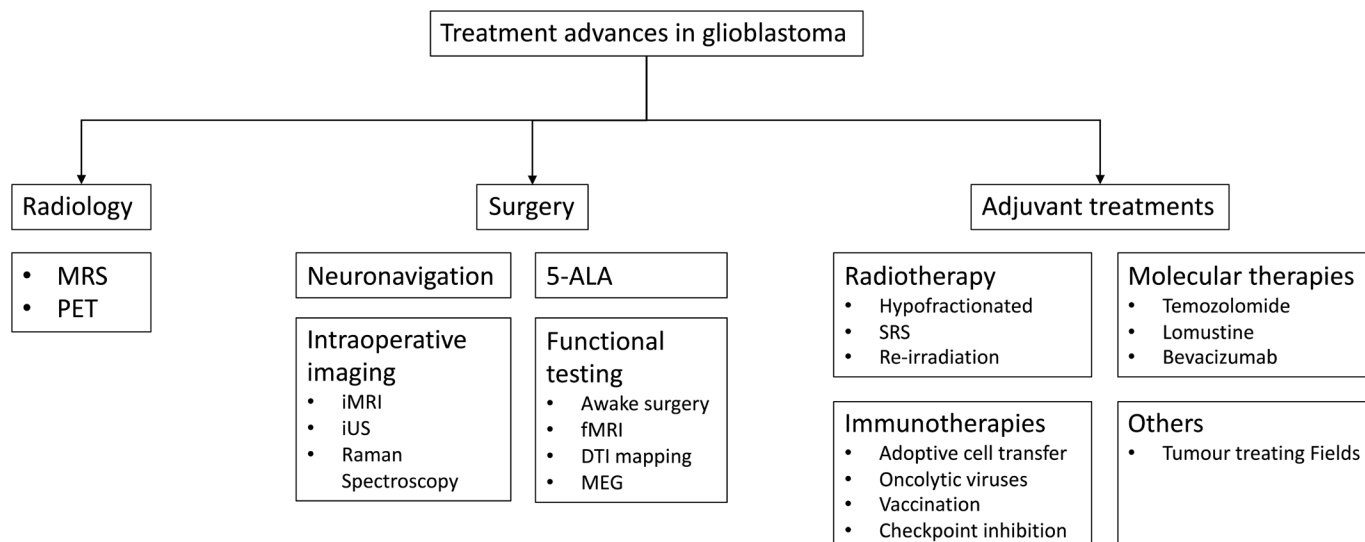 Treatment advances in glioblastoma
Radiology
Surgery
Adjuvant treatments
• MRS
• PET
Neuronavigation
5-ALA
Intraoperative
imaging
• iMRI
• iUS
• Raman
Spectroscopy
Functional
testing
• Awake surgery
• fMRI
• DTI mapping
• MEG
Radiotherapy
• Hypofractionated
• SRS
• Re-irradiation
Molecular therapies
• Temozolomide
• Lomustine
• Bevacizumab
Immunotherapies
• Adoptive cell transfer
• Oncolytic viruses
• Vaccination
• Checkpoint inhibition
Others
• Tumour treating Fields